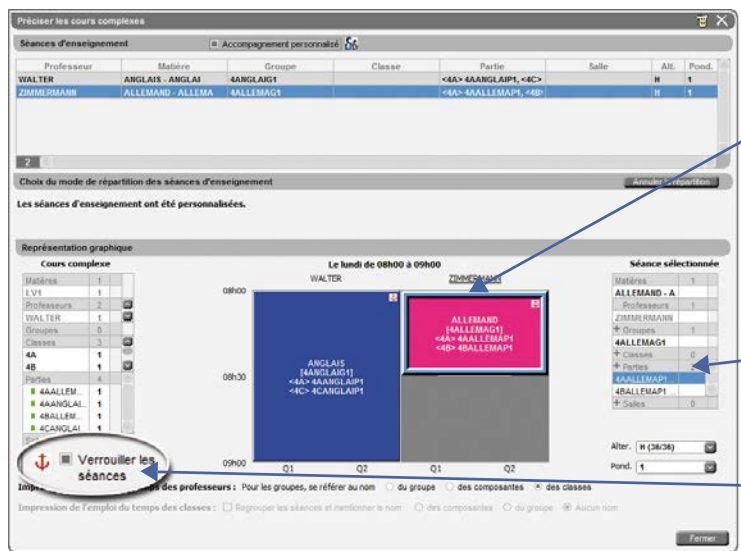 Préciser les cours complexes
Séances d'enseignement
Accompagnement personnalisé
Professeur Matière Groupe Classe Partie Salle Alt. Pond.
WALTER ANGLAIS - ANGLAI 4ANGLAIG1 <4A> 4AANGLAIP1, <4C> H 1
ZIMMERMANN ALLEMAND - ALLEMA 4ALLEMAG1 <4A> 4AALLEMAP1, <4B> H 1
2
Choix du mode de répartition des séances d'enseignement
Annuler la répartition
Les séances d'enseignement ont été personnalisées.
Représentation graphique
Cours complexe
Matières 1
LV1 1
Professeurs 2
WALTER 1
Groupes 0
Classes 3
4A 1
4B 1
Parties 4
4AALLEM... 1
4AANGLAI... 1
4BALLEM... 1
4CANGLAI... 1
Verrouiller les
séances
Le lundi de 08h00 à 09h00
WALTER ZIMMERMANN
08h00
08h30
09h00
ANGLAIS
[4ANGLAIG1]
<4A> 4AANGLAIP1
<4C> 4CANGLAIP1
ALLEMAND
[4ALLEMAG1]
<4A> 4AALLEMAP1
<4B> 4BALLEMAP1
Q1 Q2 Q1 Q2
Séance sélectionnée
Matières 1
ALLEMAND - A
Professeurs 1
ZIMMERMANN
+ Groupes 1
4ALLEMAG1
+ Classes 0
+ Parties
4AALLEMAP1...
4BALLEMAP1...
+ Salles 0
Alter. H (36/36)
Pond. 1
des professeurs : Pour les groupes, se référer au nom du groupe des composantes des classes
Impression de l'emploi du temps des classes : Regrouper les séances et mentionner le nom des composantes du groupe Aucun nom
Fermer